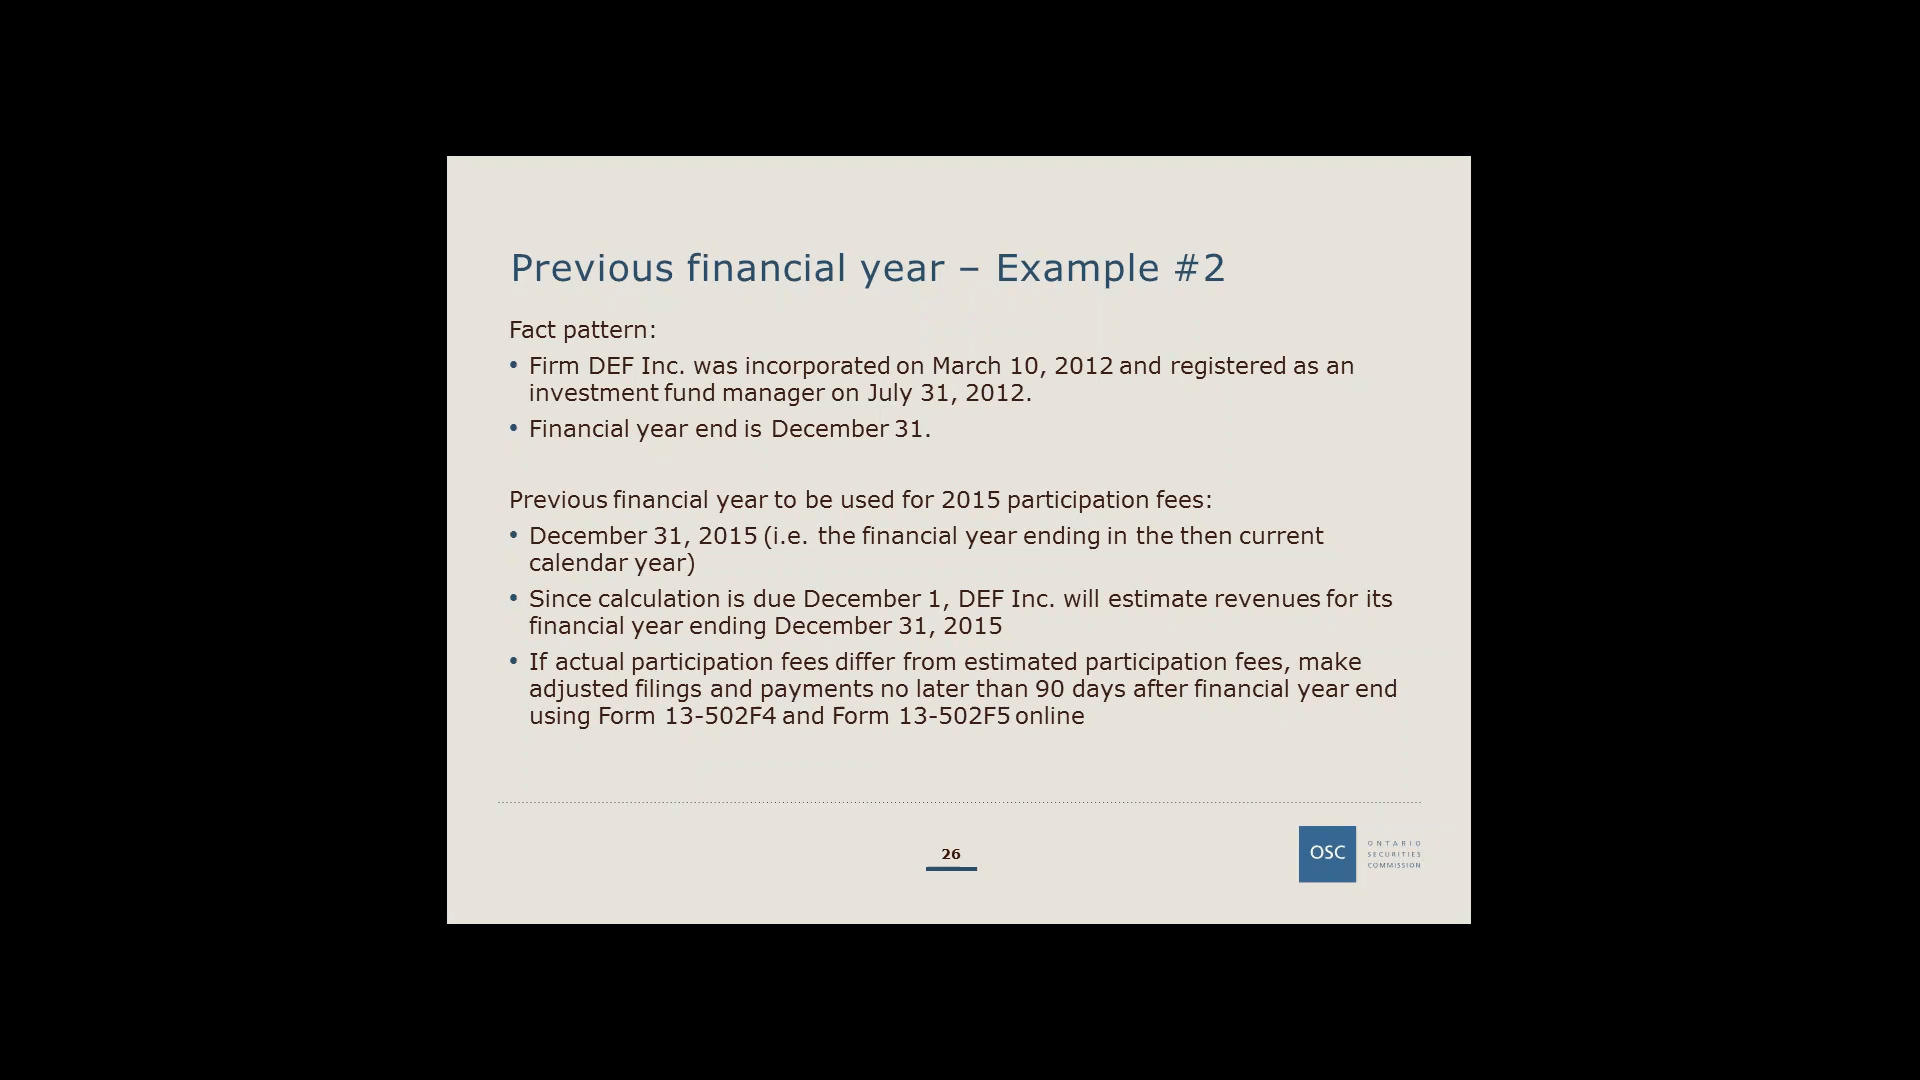 Previous financial year – Example #2
Fact pattern:
• Firm DEF Inc. was incorporated on March 10, 2012 and registered as an
investment fund manager on July 31, 2012.
• Financial year end is December 31.
Previous financial year to be used for 2015 participation fees:
• December 31, 2015 (i.e. the financial year ending in the then current
calendar year)
• Since calculation is due December 1, DEF Inc. will estimate revenues for its
financial year ending December 31, 2015
• If actual participation fees differ from estimated participation fees, make
adjusted filings and payments no later than 90 days after financial year end
using Form 13-502F4 and Form 13-502F5 online
26
OSC
ONTARIO
SECURITIES
COMMISSION